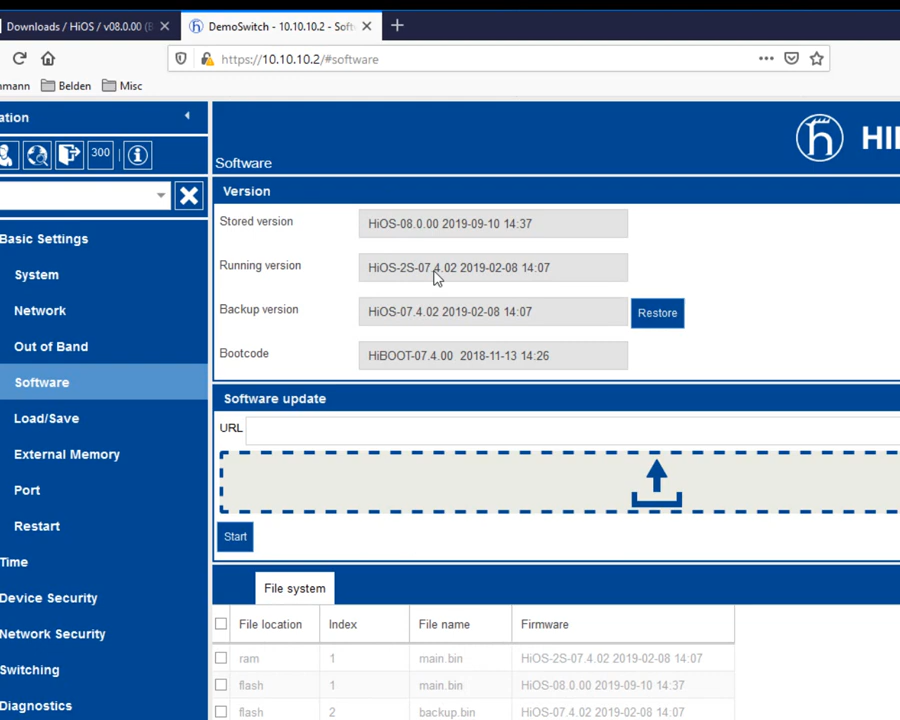 Downloads / HiOS / v08.0.00 (B
DemoSwitch - 10.10.10.2 - Soft
https://10.10.10.2/#software
mann
Belden
Misc
ation
300
HI
Software
Version
Stored version
HiOS-08.0.00 2019-09-10 14:37
Running version
HiOS-2S-07.4.02 2019-02-08 14:07
Backup version
HiOS-07.4.02 2019-02-08 14:07
Restore
Bootcode
HiBOOT-07.4.00 2018-11-13 14:26
Basic Settings
System
Network
Out of Band
Software
Load/Save
External Memory
Port
Restart
Time
Device Security
Network Security
Switching
Diagnostics
Software update
URL
Start
File system
File location
Index
File name
Firmware
ram
1
main.bin
HiOS-2S-07.4.02 2019-02-08 14:07
flash
1
main.bin
HiOS-08.0.00 2019-09-10 14:37
flash
2
backup.bin
HiOS-07.4.02 2019-02-08 14:07